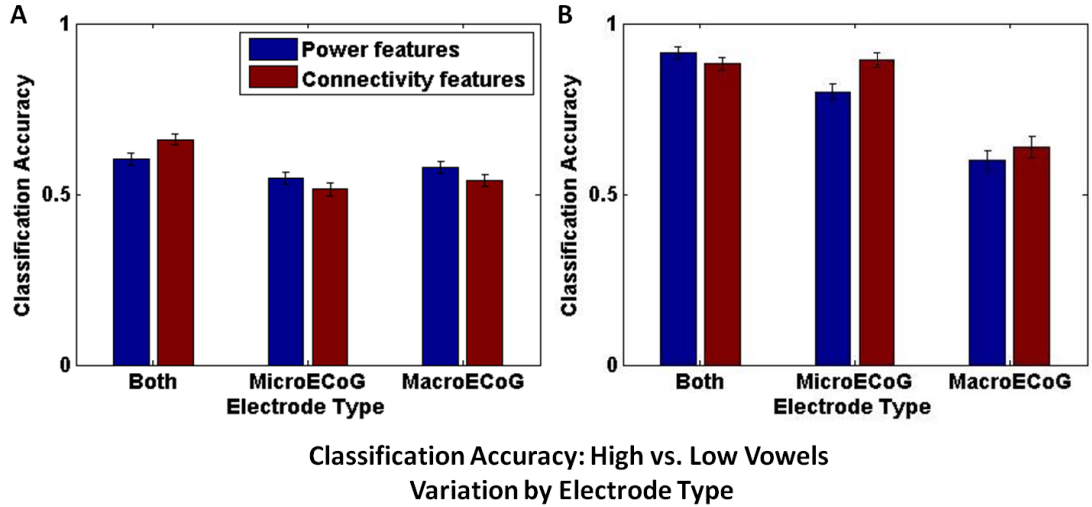 A
1
0.5
0
Classification Accuracy
Power features
Connectivity features
Both MicroECoG MacroECoG
Electrode Type
B
1
0.5
0
Classification Accuracy
Both MicroECoG MacroECoG
Electrode Type
Classification Accuracy: High vs. Low Vowels
Variation by Electrode Type